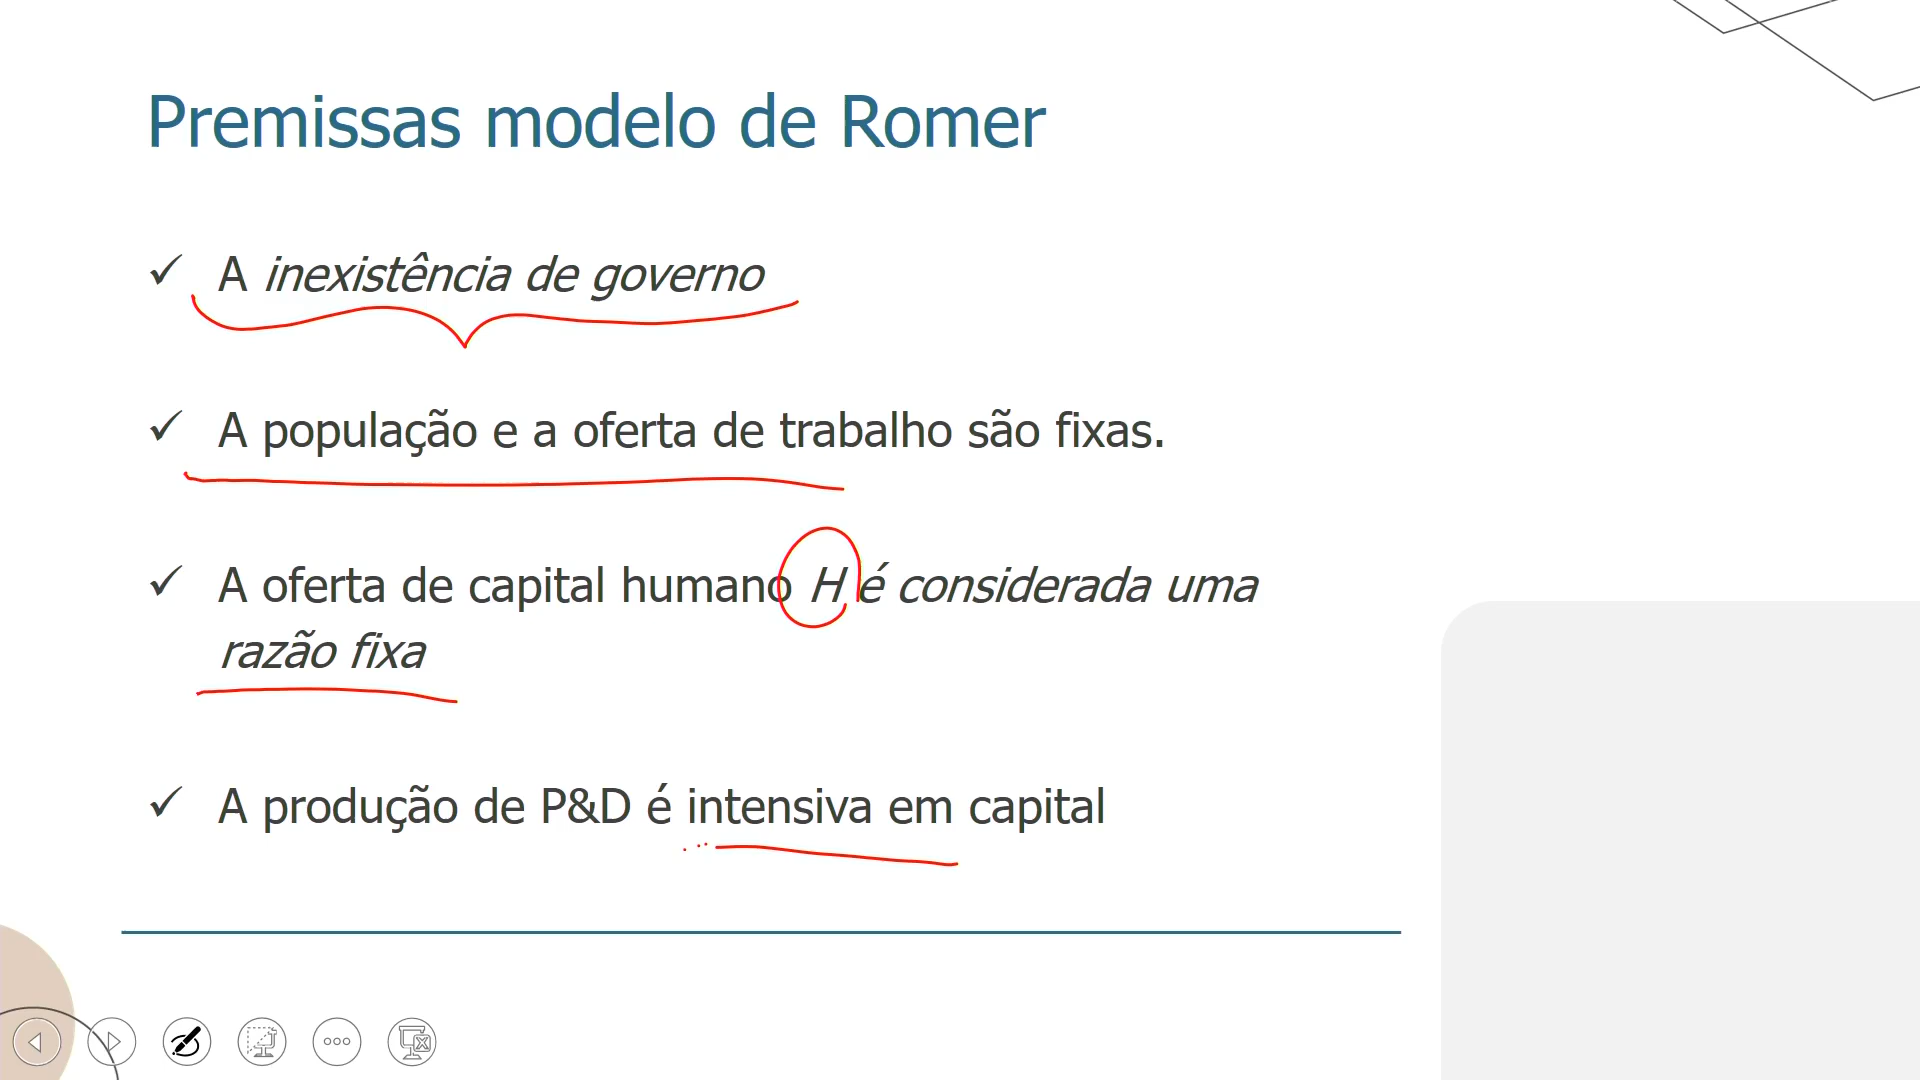 Premissas modelo de Romer
✓ A inexistência de governo
✓ A população e a oferta de trabalho são fixas.
✓ A oferta de capital humano H é considerada uma
razão fixa
✓ A produção de P&D é intensiva em capital